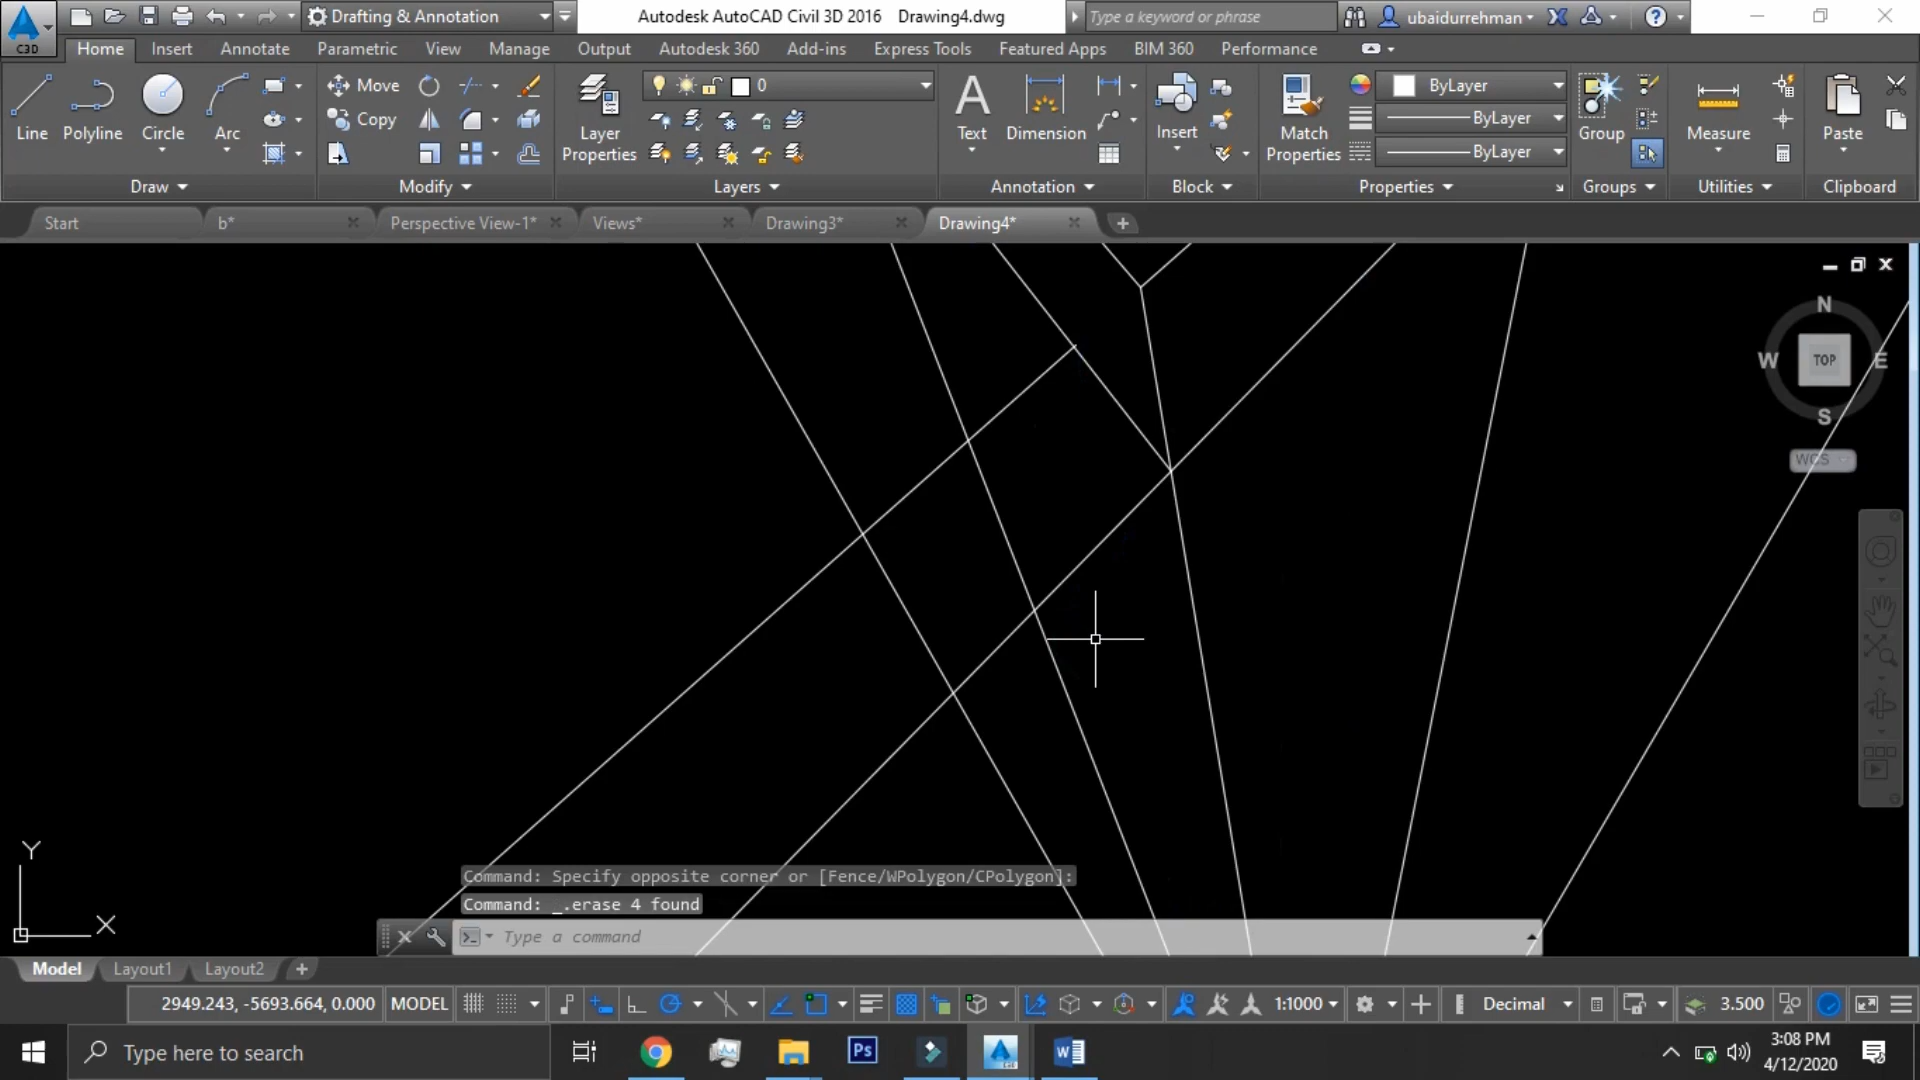 Drafting & Annotation
Autodesk AutoCAD Civil 3D 2016 Drawing4.dwg
Type a keyword or phrase
ubaidurrehman
C3D
Home Insert Annotate Parametric View Manage Output Autodesk 360 Add-ins Express Tools Featured Apps BIM 360 Performance
Line Polyline Circle Arc
Move
Copy
Layer Properties
0
Text Dimension
Insert
Match Properties
ByLayer
ByLayer
ByLayer
Group
Measure
Paste
Draw Modify Layers Annotation Block Properties Groups Utilities Clipboard
Start b* Perspective View-1* Views* Drawing3* Drawing4*
N
W TOP E
S
WCS
Y
X
Command: Specify opposite corner or [Fence/WPolygon/CPolygon]:
Command: _.erase 4 found
Type a command
Model Layout1 Layout2
2949.243, -5693.664, 0.000 MODEL 1:1000 Decimal 3.500
Type here to search
Ps
W
3:08 PM
4/12/2020